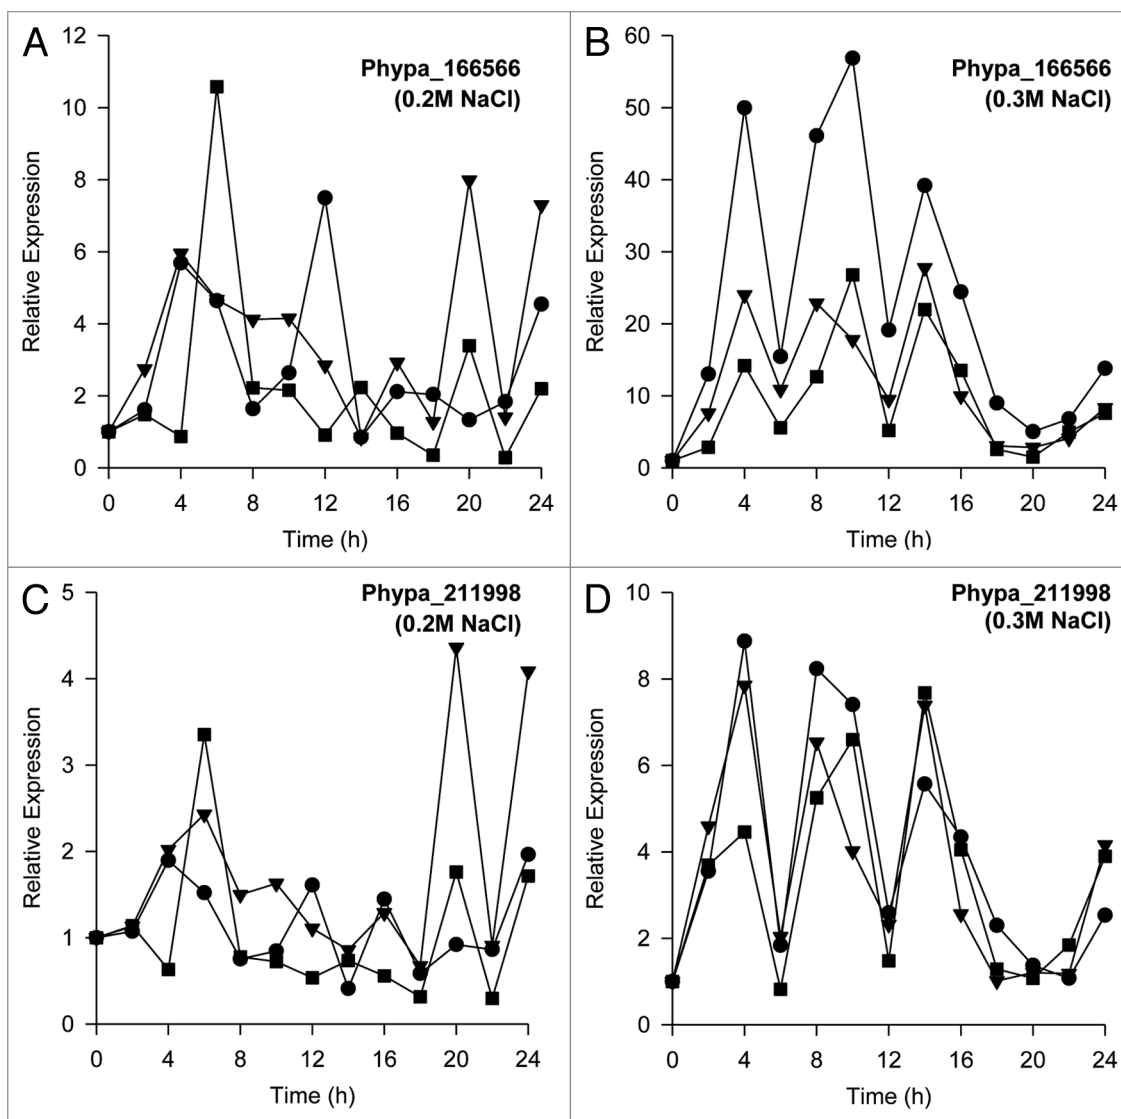 A
Phypa_166566
(0.2M NaCl)
Relative Expression
12
10
8
6
4
2
0
0 4 8 12 16 20 24
Time (h)
B
Phypa_166566
(0.3M NaCl)
Relative Expression
60
50
40
30
20
10
0
0 4 8 12 16 20 24
Time (h)
C
Phypa_211998
(0.2M NaCl)
Relative Expression
5
4
3
2
1
0
0 4 8 12 16 20 24
Time (h)
D
Phypa_211998
(0.3M NaCl)
Relative Expression
10
8
6
4
2
0
0 4 8 12 16 20 24
Time (h)